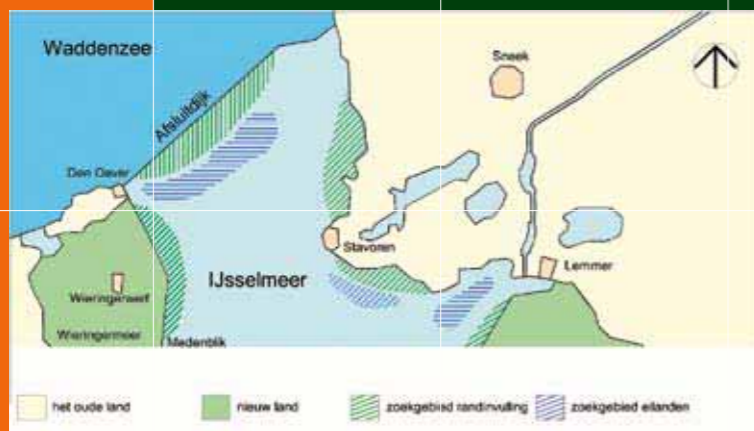 Waddenzee
Sneek
Afsluitdijk
Den Oever
Stavoren
Lemmer
IJsselmeer
Wieringerwerf
Wieringermeer
Medenblik
het oude land
nieuw land
zoekgebied randinvulling
zoekgebied eilanden